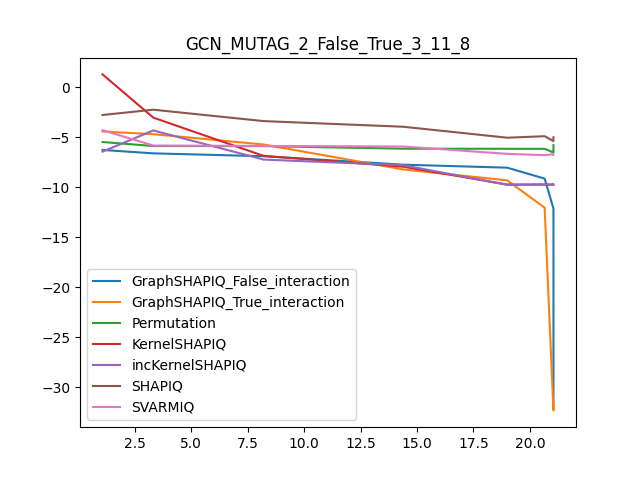 GCN_MUTAG_2_False_True_3_11_8
0
−5
−10
−15
−20
−25
−30
GraphSHAPIQ_False_interaction
GraphSHAPIQ_True_interaction
Permutation
KernelSHAPIQ
incKernelSHAPIQ
SHAPIQ
SVARMIQ
2.5 5.0 7.5 10.0 12.5 15.0 17.5 20.0